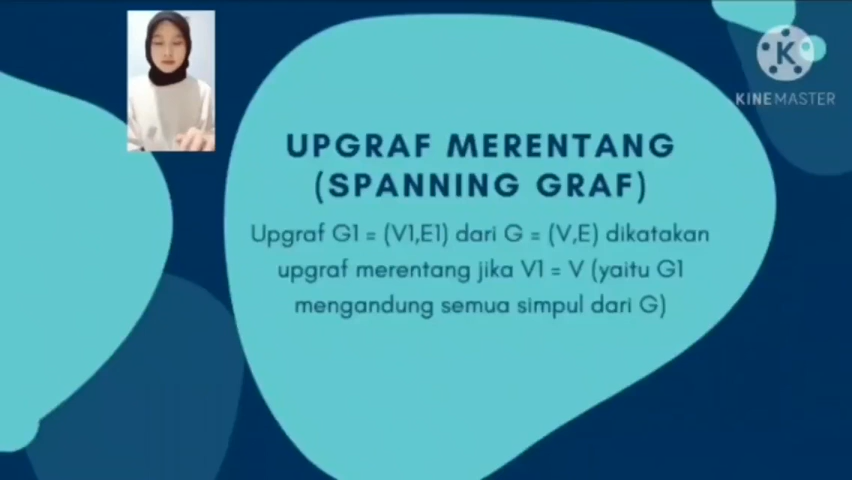 KINEMASTER
UPGRAF MERENTANG
(SPANNING GRAF)
Upgraf G1 = (V1,E1) dari G = (V,E) dikatakan
upgraf merentang jika V1 = V (yaitu G1
mengandung semua simpul dari G)